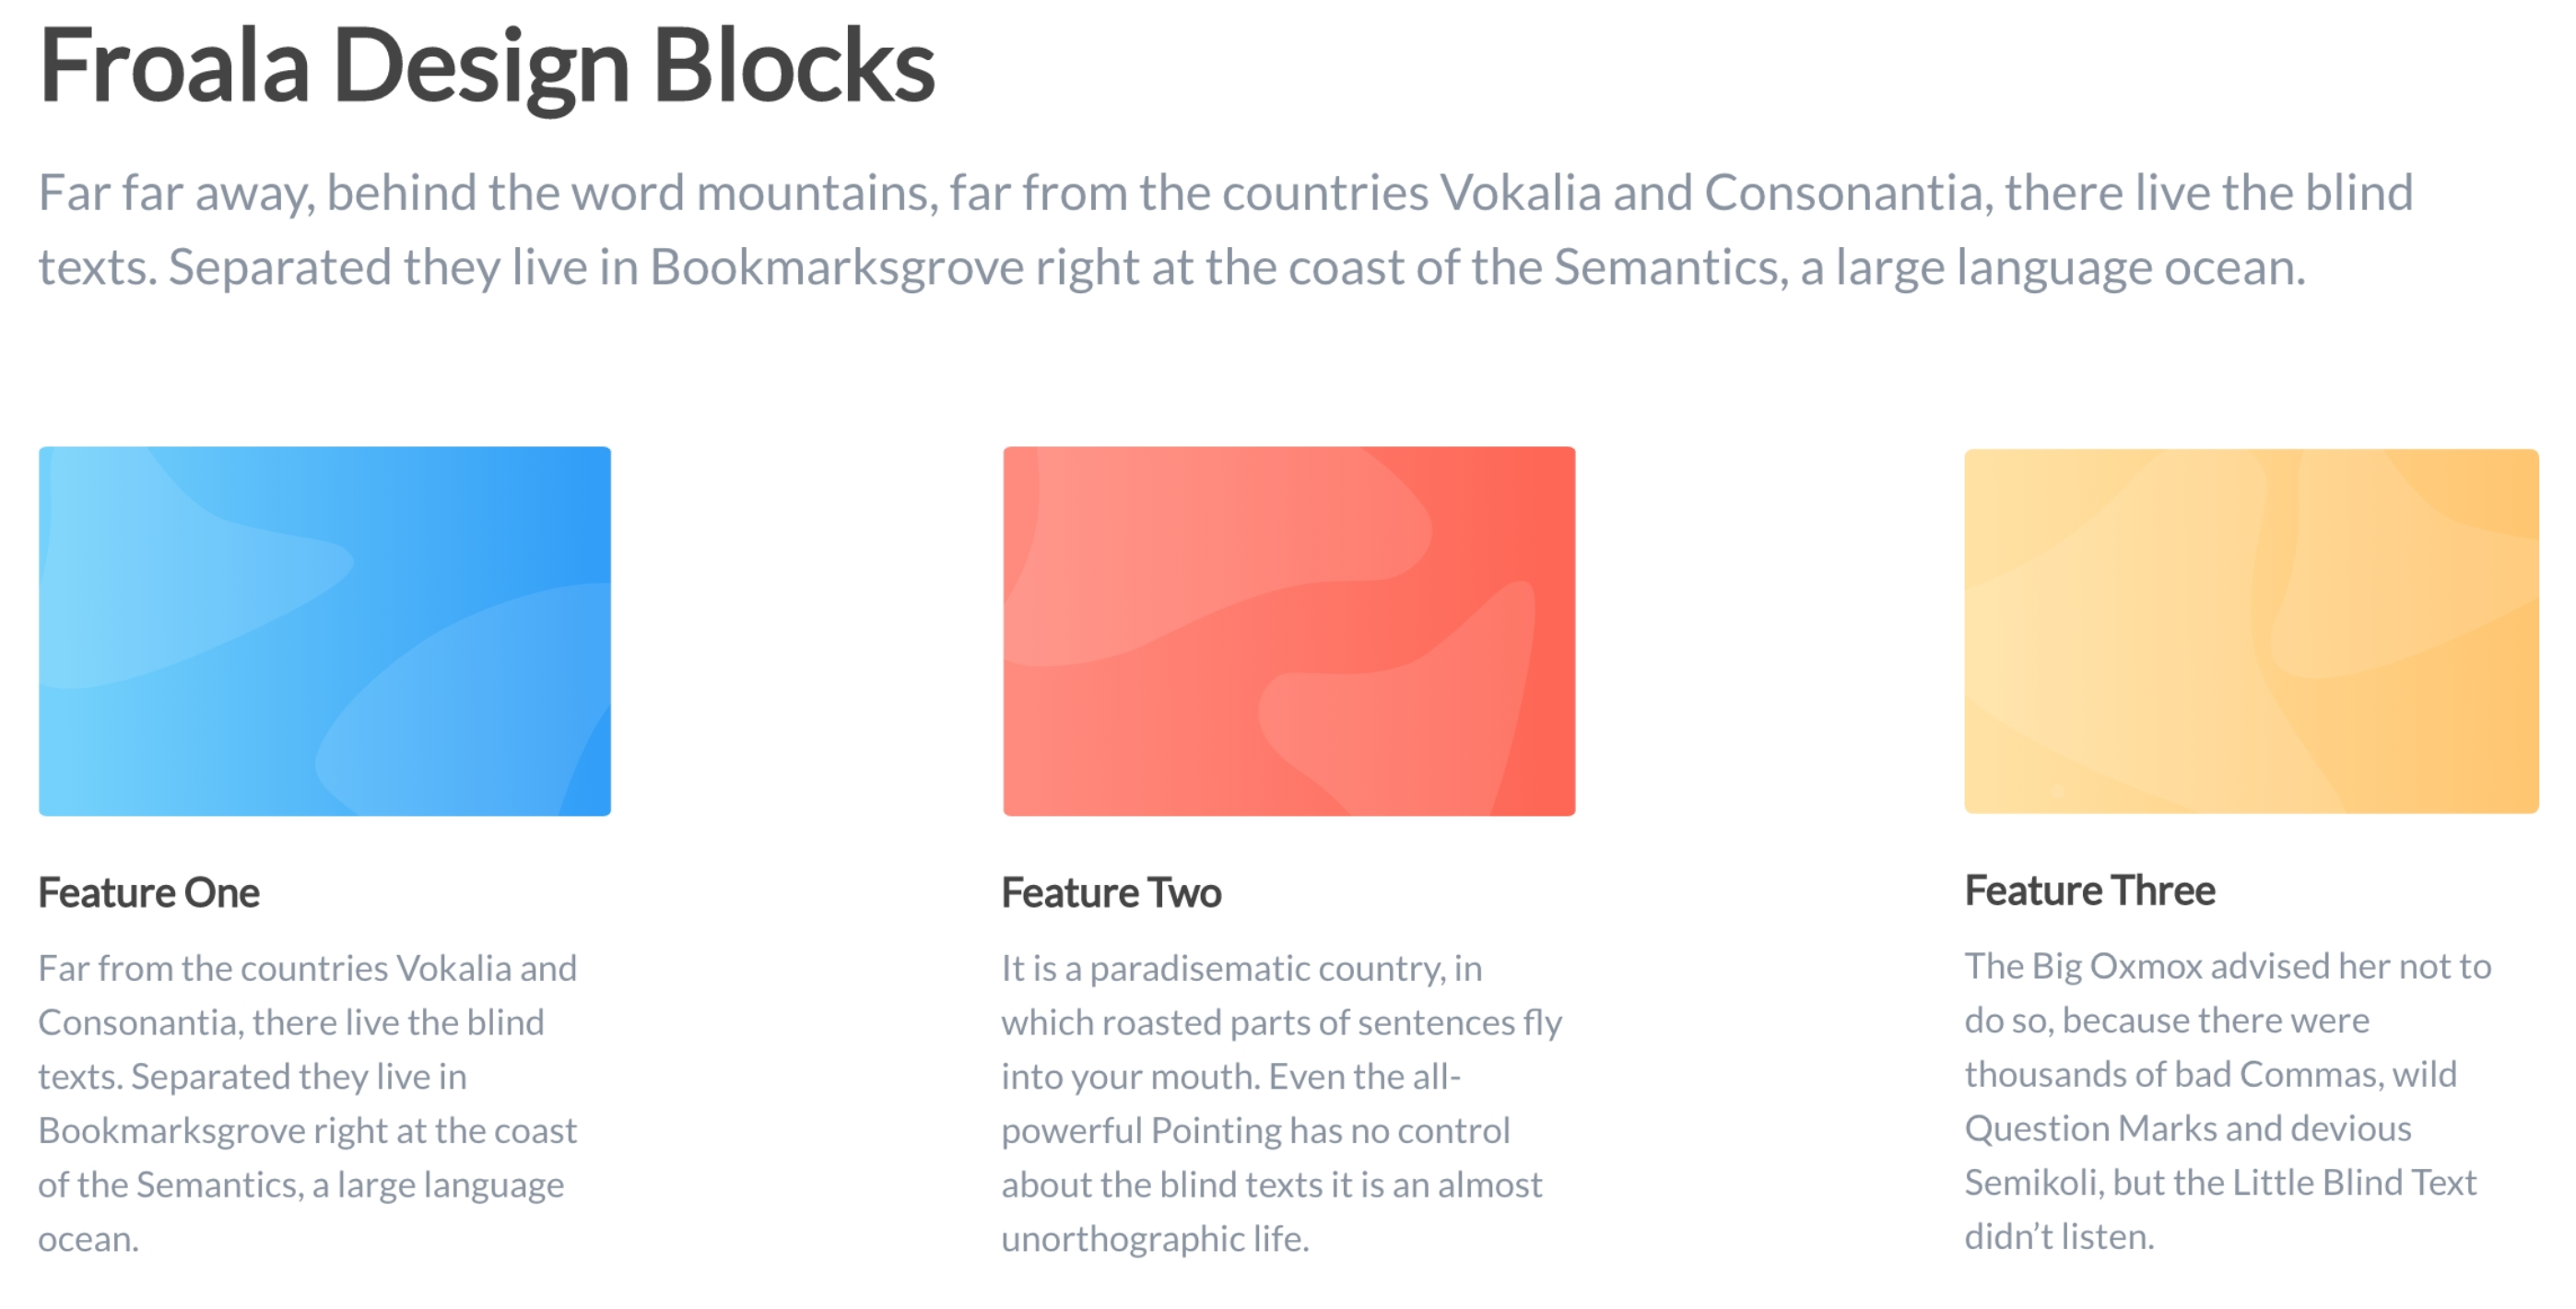 Froala Design Blocks
Far far away, behind the word mountains, far from the countries Vokalia and Consonantia, there live the blind
texts. Separated they live in Bookmarksgrove right at the coast of the Semantics, a large language ocean.
Feature One
Far from the countries Vokalia and
Consonantia, there live the blind
texts. Separated they live in
Bookmarksgrove right at the coast
of the Semantics, a large language
ocean.
Feature Two
It is a paradisematic country, in
which roasted parts of sentences fly
into your mouth. Even the all-
powerful Pointing has no control
about the blind texts it is an almost
unorthographic life.
Feature Three
The Big Oxmox advised her not to
do so, because there were
thousands of bad Commas, wild
Question Marks and devious
Semikoli, but the Little Blind Text
didn’t listen.